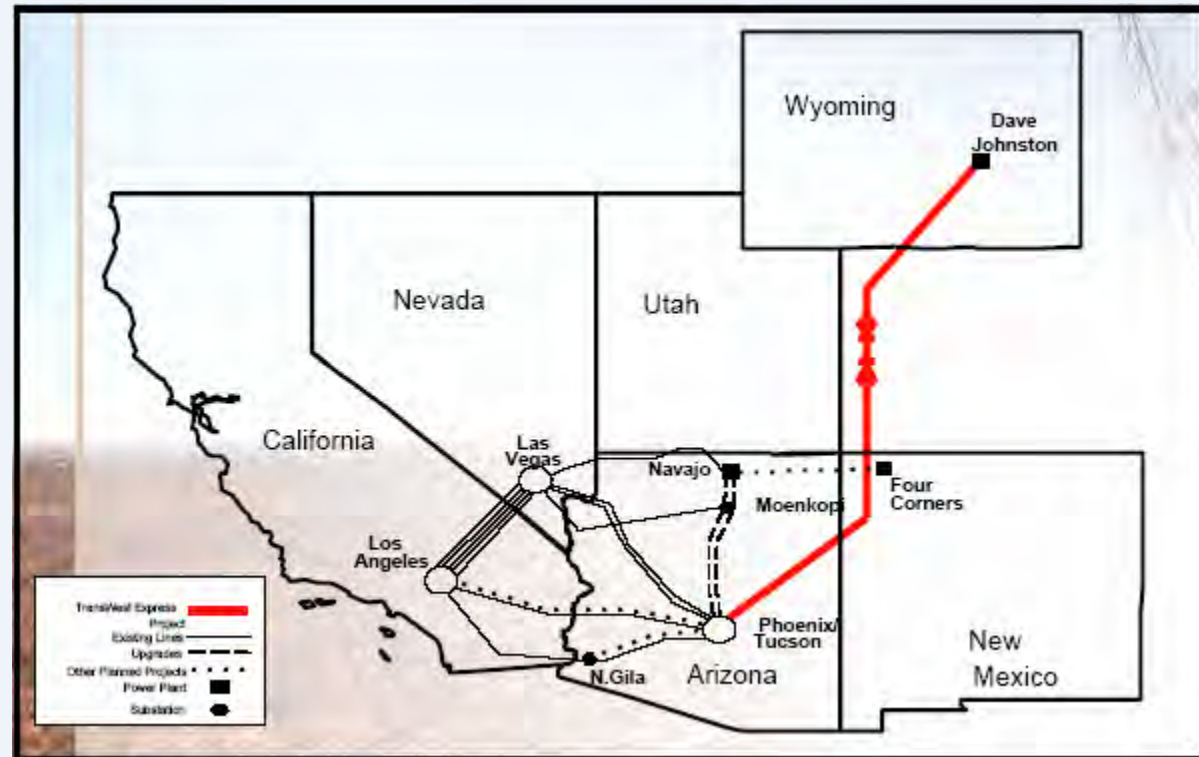 Wyoming
Dave
Johnston
Nevada
Utah
California
Las
Vegas
Navajo
Four
Corners
Moenkopi
Los
Angeles
Phoenix/
Tucson
New
Mexico
N.Gila
Arizona
TransWest Express
Project
Existing Lines
Upgrades
Other Planned Projects
Power Plant
Substation